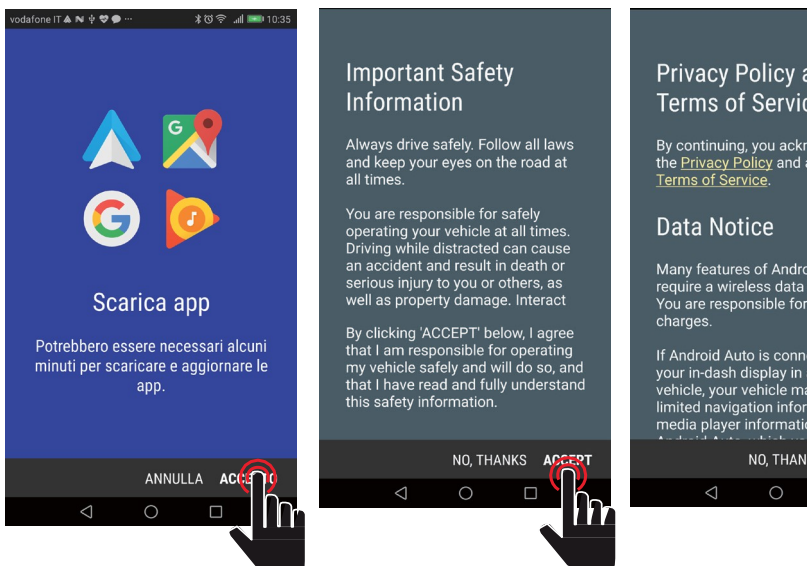 vodafone IT
10:35
G
G
Scarica app
Potrebbero essere necessari alcuni
minuti per scaricare e aggiornare le
app.
ANNULLA
Important Safety
Information
Always drive safely. Follow all laws
and keep your eyes on the road at
all times.
You are responsible for safely
operating your vehicle at all times.
Driving while distracted can cause
an accident and result in death or
serious injury to you or others, as
well as property damage. Interact
By clicking 'ACCEPT' below, I agree
that I am responsible for operating
my vehicle safely and will do so, and
that I have read and fully understand
this safety information.
NO, THANKS ACCEPT
Privacy Policy a
Terms of Servic
By continuing, you ackn
the Privacy Policy and a
Terms of Service.
Data Notice
Many features of Andro
require a wireless data
You are responsible for
charges.
If Android Auto is conne
your in-dash display in
vehicle, your vehicle ma
limited navigation infor
media player informatio
NO, THAN